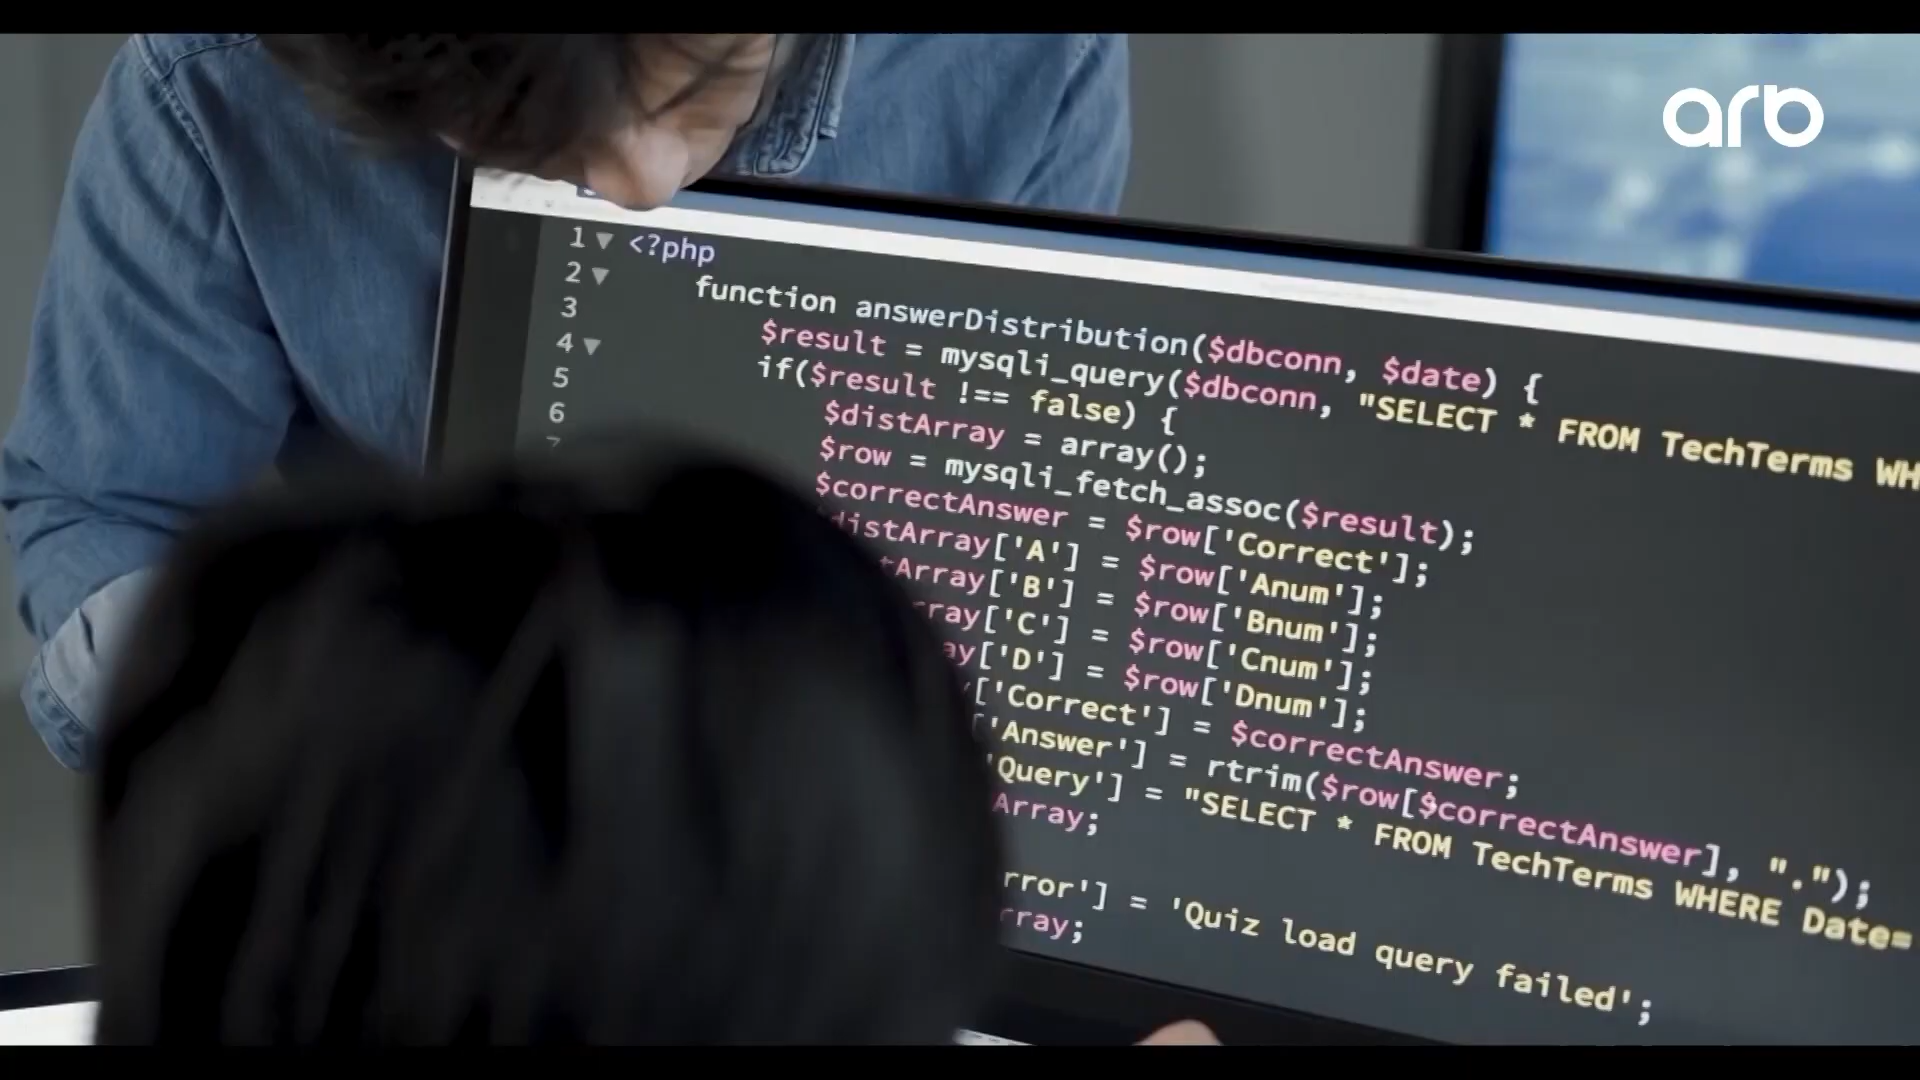 arb
1 <?php
2 function answerDistribution($dbconn, $date) {
3 $result = mysqli_query($dbconn, "SELECT * FROM TechTerms
4 if($result !== false) {
5 $distArray = array();
6 $row = mysqli_fetch_assoc($result);
$correctAnswer = $row['Correct'];
distArray['A'] = $row['Anum'];
tArray['B'] = $row['Bnum'];
rray['C'] = $row['Cnum'];
ay['D'] = $row['Dnum'];
['Correct'] = $correctAnswer;
['Answer'] = rtrim($row[$correctAnswer], ".");
'Query'] = "SELECT * FROM TechTerms WHERE Date=
Array;
rror'] = 'Quiz load query failed';
rray;